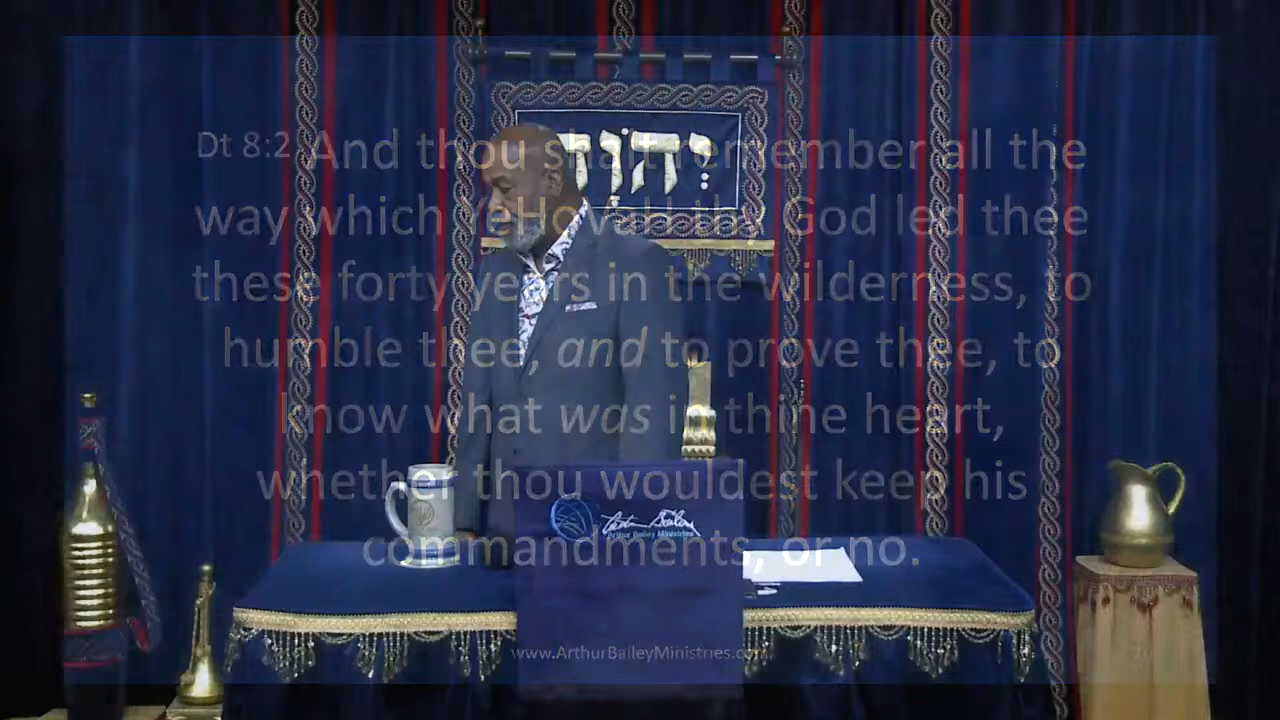 יהוה
Dt 8:2 And thou shalt remember all the
way which Yehovah thy God led thee
these forty years in the wilderness, to
humble thee, and to prove thee, to
know what was in thine heart,
whether thou wouldest keep his
commandments, or no.
Arthur Bailey
Arthur Bailey Ministries
www.ArthurBaileyMinistries.com